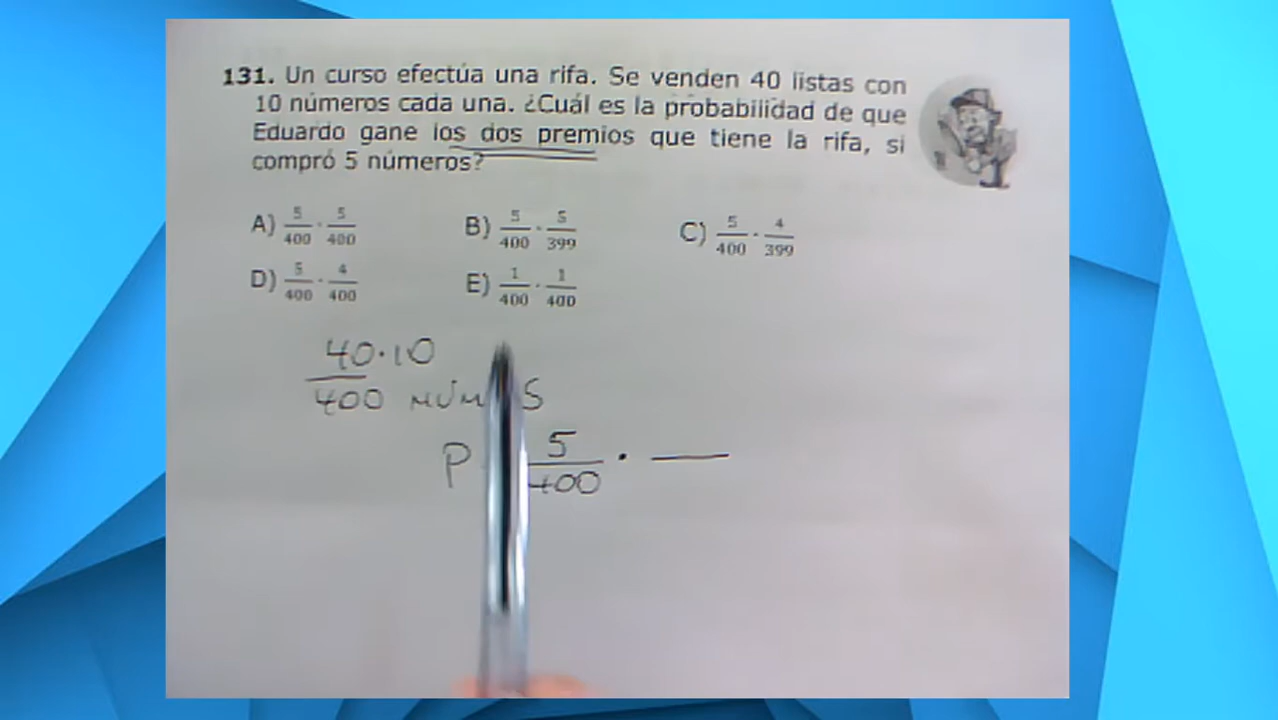 131. Un curso efectúa una rifa. Se venden 40 listas con
10 números cada una. ¿Cuál es la probabilidad de que
Eduardo gane los dos premios que tiene la rifa, si
compró 5 números?
A) 5/400 · 5/400 B) 5/400 · 5/399 C) 5/400 · 4/399
D) 5/400 · 4/400 E) 1/400 · 1/400
40·10
400
P 5/400 ·